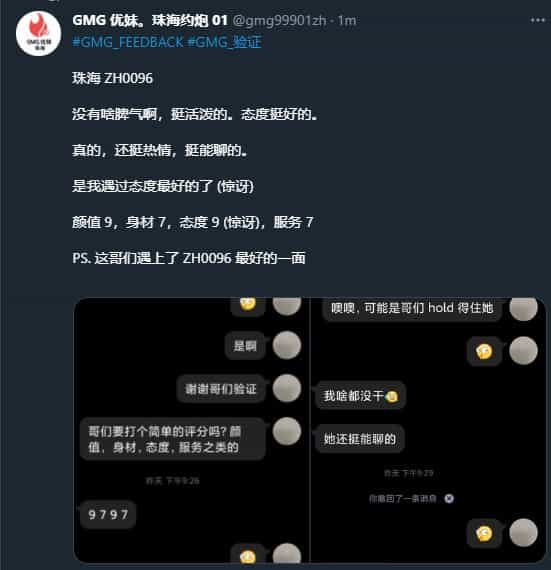 GMG 优妹。珠海约炮 01 @gmg99901zh · 1m
#GMG_FEEDBACK #GMG_验证
珠海 ZH0096
没有啥脾气啊，挺活泼的。态度挺好的。
真的，还挺热情，挺能聊的。
是我遇过态度最好的了 (惊讶)
颜值 9，身材 7，态度 9 (惊讶)，服务 7
PS. 这哥们遇上了 ZH0096 最好的一面
是啊
谢谢哥们验证
哥们要打个简单的评分吗? 颜
值，身材, 态度, 服务之类的
昨天 下午9:26
9 7 9 7
噢噢, 可能是哥们 hold 得住她
我啥都没干
她还挺能聊的
昨天 下午9:29
你撤回了一条消息